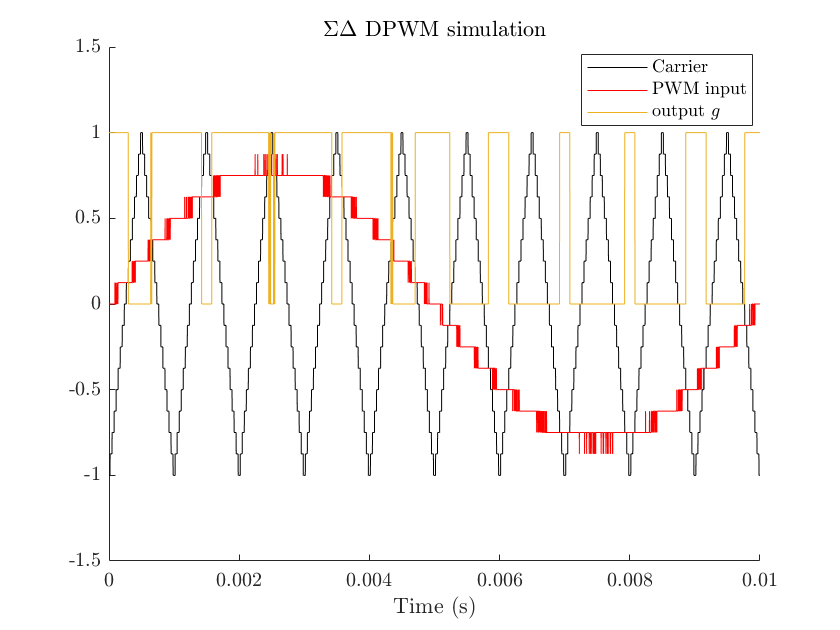 ΣΔ DPWM simulation
Carrier
PWM input
output g
1.5
1
0.5
0
-0.5
-1
-1.5
0 0.002 0.004 0.006 0.008 0.01
Time (s)